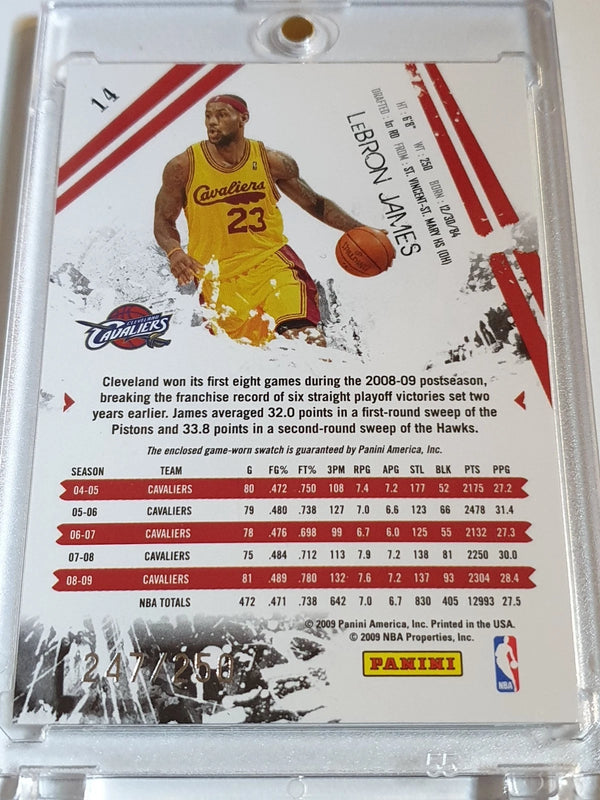 14
HT: 6'8" WT: 250 BORN: 12/30/84
DRAFTED: 1st RD FROM: ST. VINCENT-ST. MARY HS (OH)
LeBRON JAMES
Cavaliers
23
SPALDING
CLEVELAND
CAVALIERS
Cleveland won its first eight games during the 2008-09 postseason,
breaking the franchise record of six straight playoff victories set two
years earlier. James averaged 32.0 points in a first-round sweep of the
Pistons and 33.8 points in a second-round sweep of the Hawks.
The enclosed game-worn swatch is guaranteed by Panini America, Inc.
SEASON TEAM G FG% FT% 3PM RPG APG STL BLK PTS PPG
04-05 CAVALIERS 80 .472 .750 108 7.4 7.2 177 52 2175 27.2
05-06 CAVALIERS 79 .480 .738 127 7.0 6.6 123 66 2478 31.4
06-07 CAVALIERS 78 .476 .698 99 6.7 6.0 125 55 2132 27.3
07-08 CAVALIERS 75 .484 .712 113 7.9 7.2 138 81 2250 30.0
08-09 CAVALIERS 81 .489 .780 132 7.6 7.2 137 93 2304 28.4
NBA TOTALS 472 .471 .738 642 7.0 6.7 830 405 12993 27.5
© 2009 Panini America, Inc. Printed in the USA.
© 2009 NBA Properties, Inc.
247/250
PANINI
NBA
55